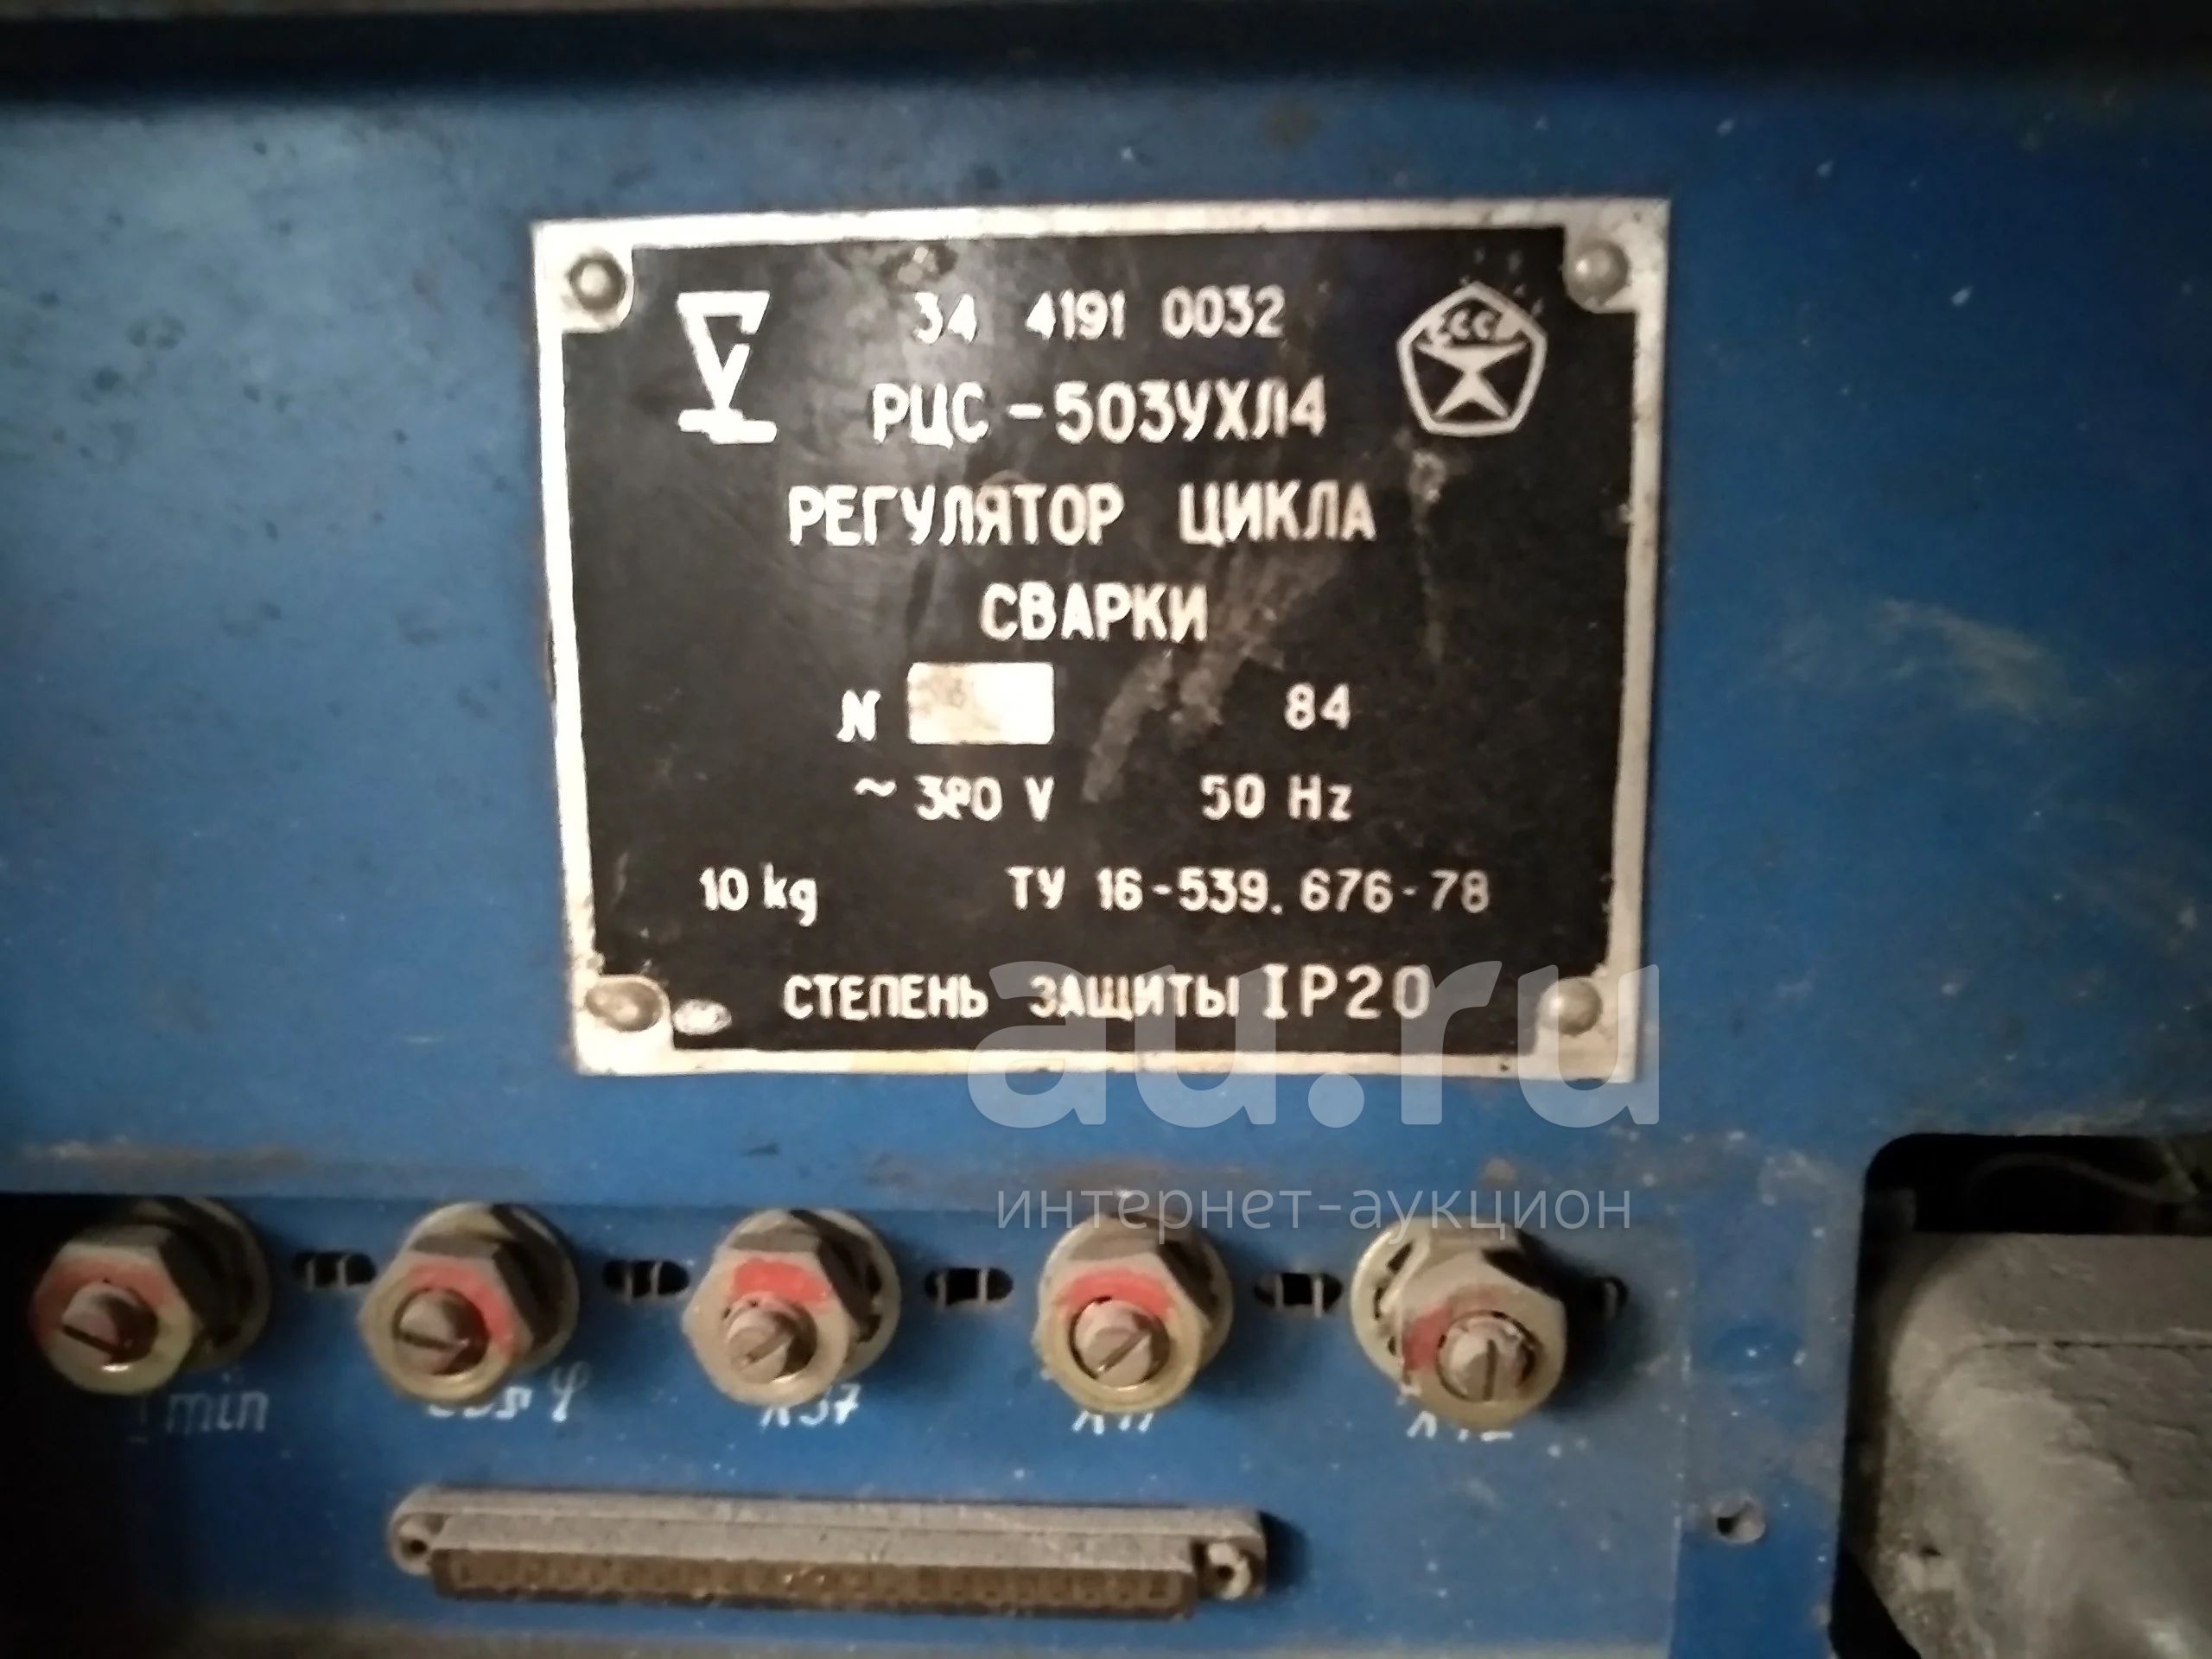 34 4191 0032
РЦС-503УХЛ4
РЕГУЛЯТОР ЦИКЛА
СВАРКИ
N 84
~ 380 V 50 Hz
10 kg ТУ 16-539.676-78
СТЕПЕНЬ ЗАЩИТЫ IP20
au.ru
интернет-аукцион
min